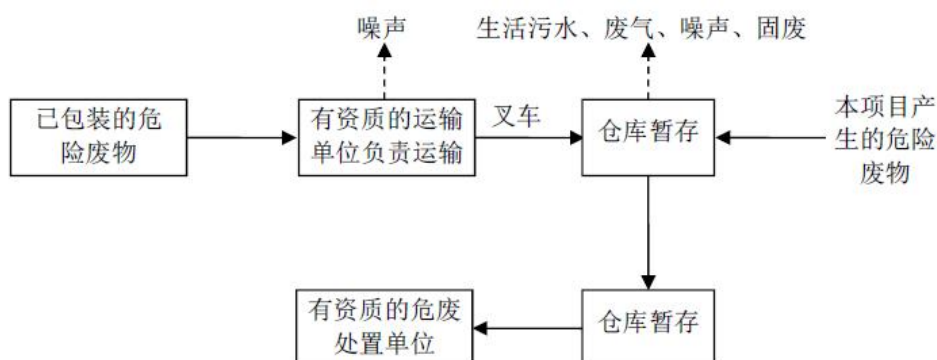 噪声
生活污水、废气、噪声、固废
已包装的危
险废物
有资质的运输
单位负责运输
叉车
仓库暂存
本项目产
生的危险
废物
有资质的危废
处置单位
仓库暂存